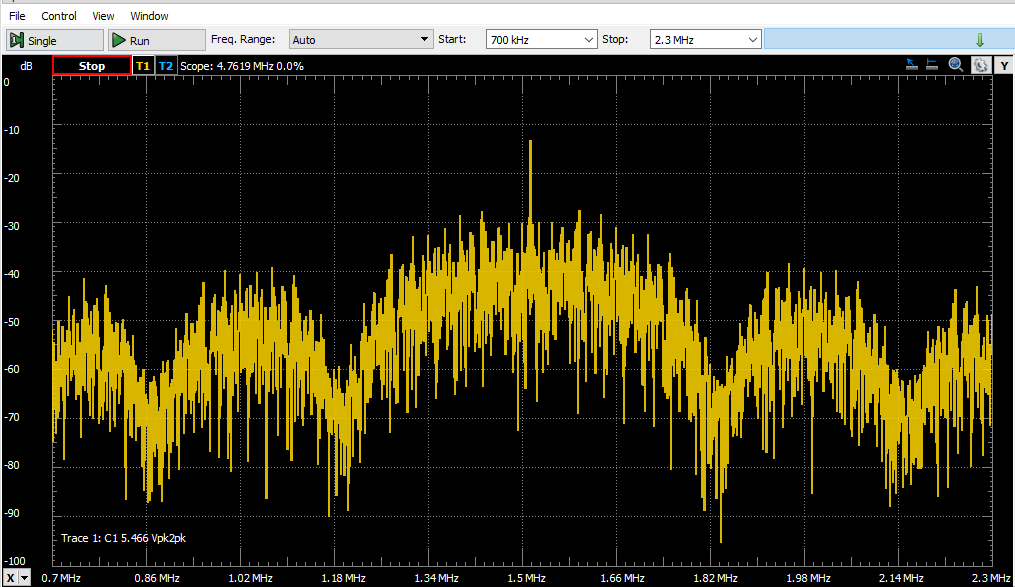 File Control View Window
Single Run Freq. Range: Auto Start: 700 kHz Stop: 2.3 MHz
dB Stop T1 T2 Scope: 4.7619 MHz 0.0% Y
0
-10
-20
-30
-40
-50
-60
-70
-80
-90
Trace 1: C1 5.466 Vpk2pk
-100
X 0.7 MHz 0.86 MHz 1.02 MHz 1.18 MHz 1.34 MHz 1.5 MHz 1.66 MHz 1.82 MHz 1.98 MHz 2.14 MHz 2.3 MHz